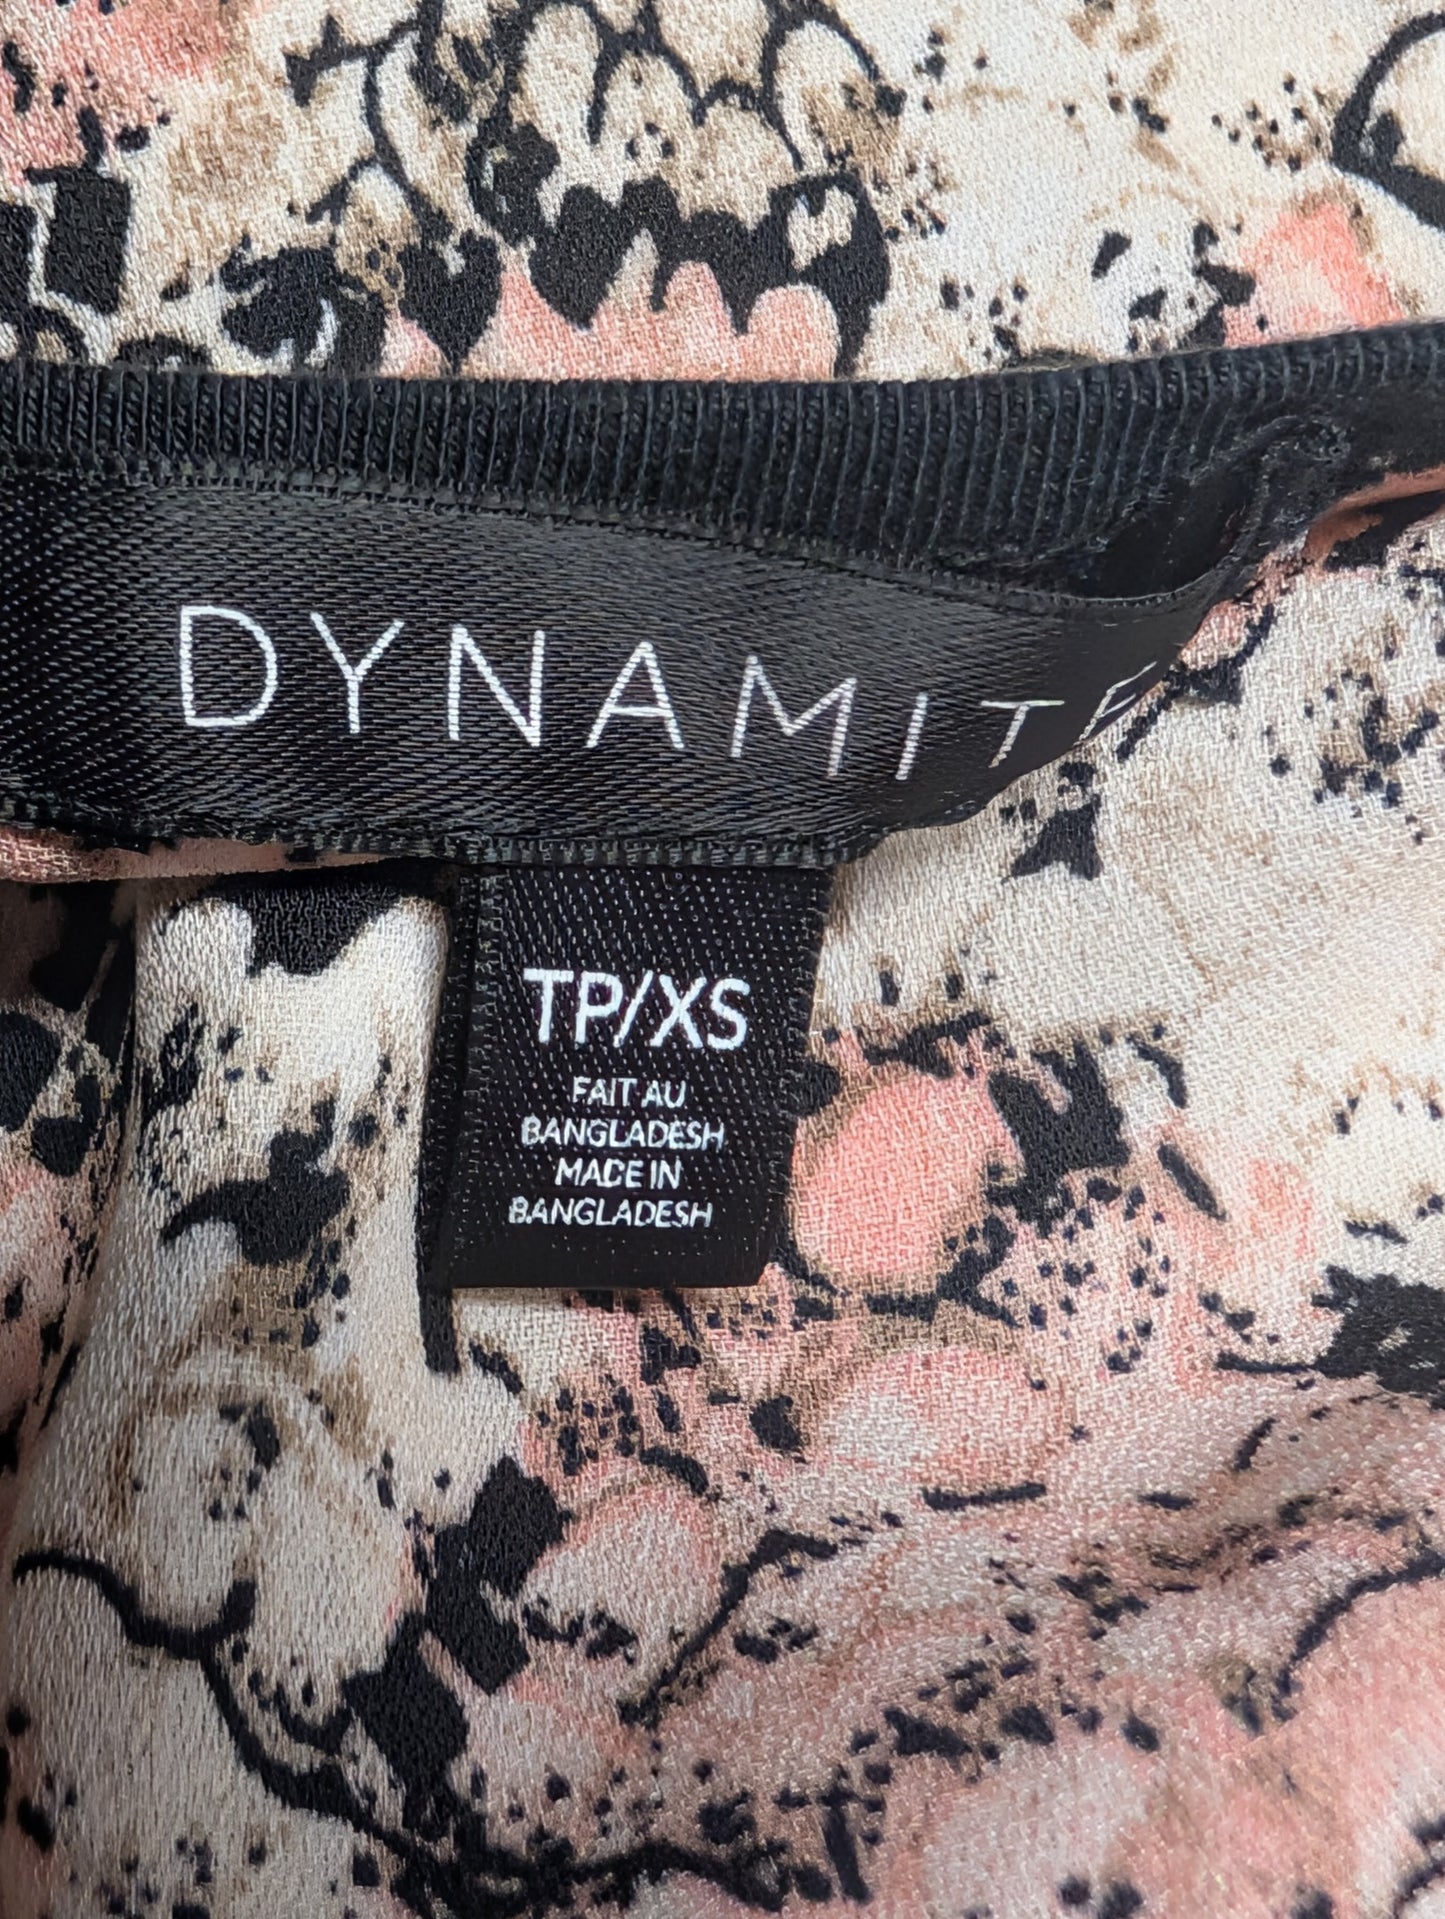 DYNAMITE
TP/XS
FAIT AU
BANGLADESH
MADE IN
BANGLADESH